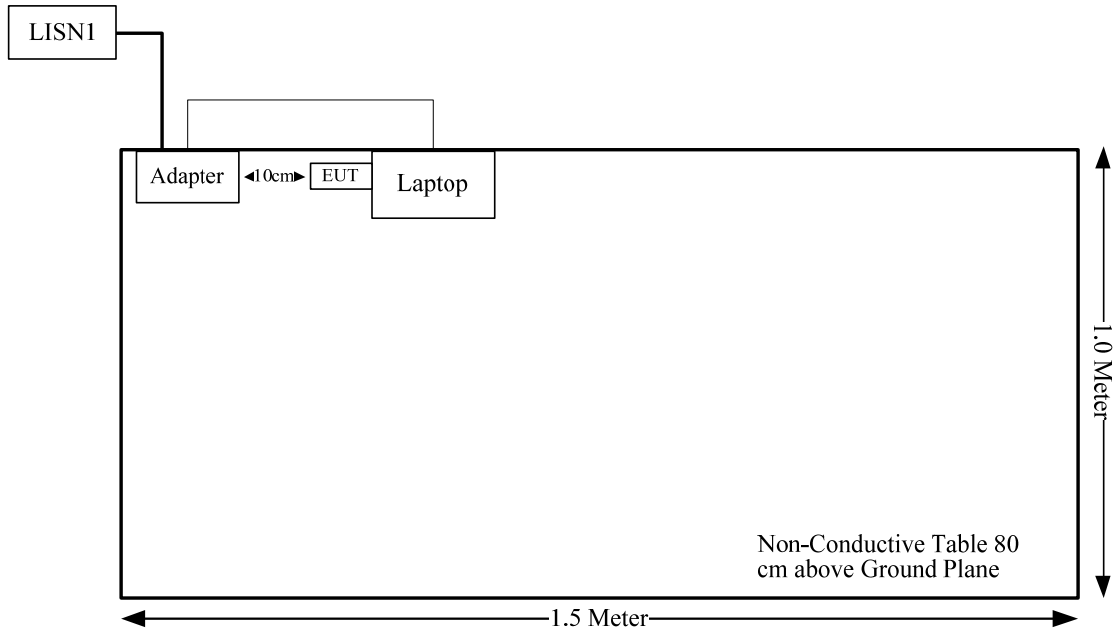 LISN1
Adapter
10cm
EUT
Laptop
1.0 Meter
Non-Conductive Table 80
cm above Ground Plane
1.5 Meter